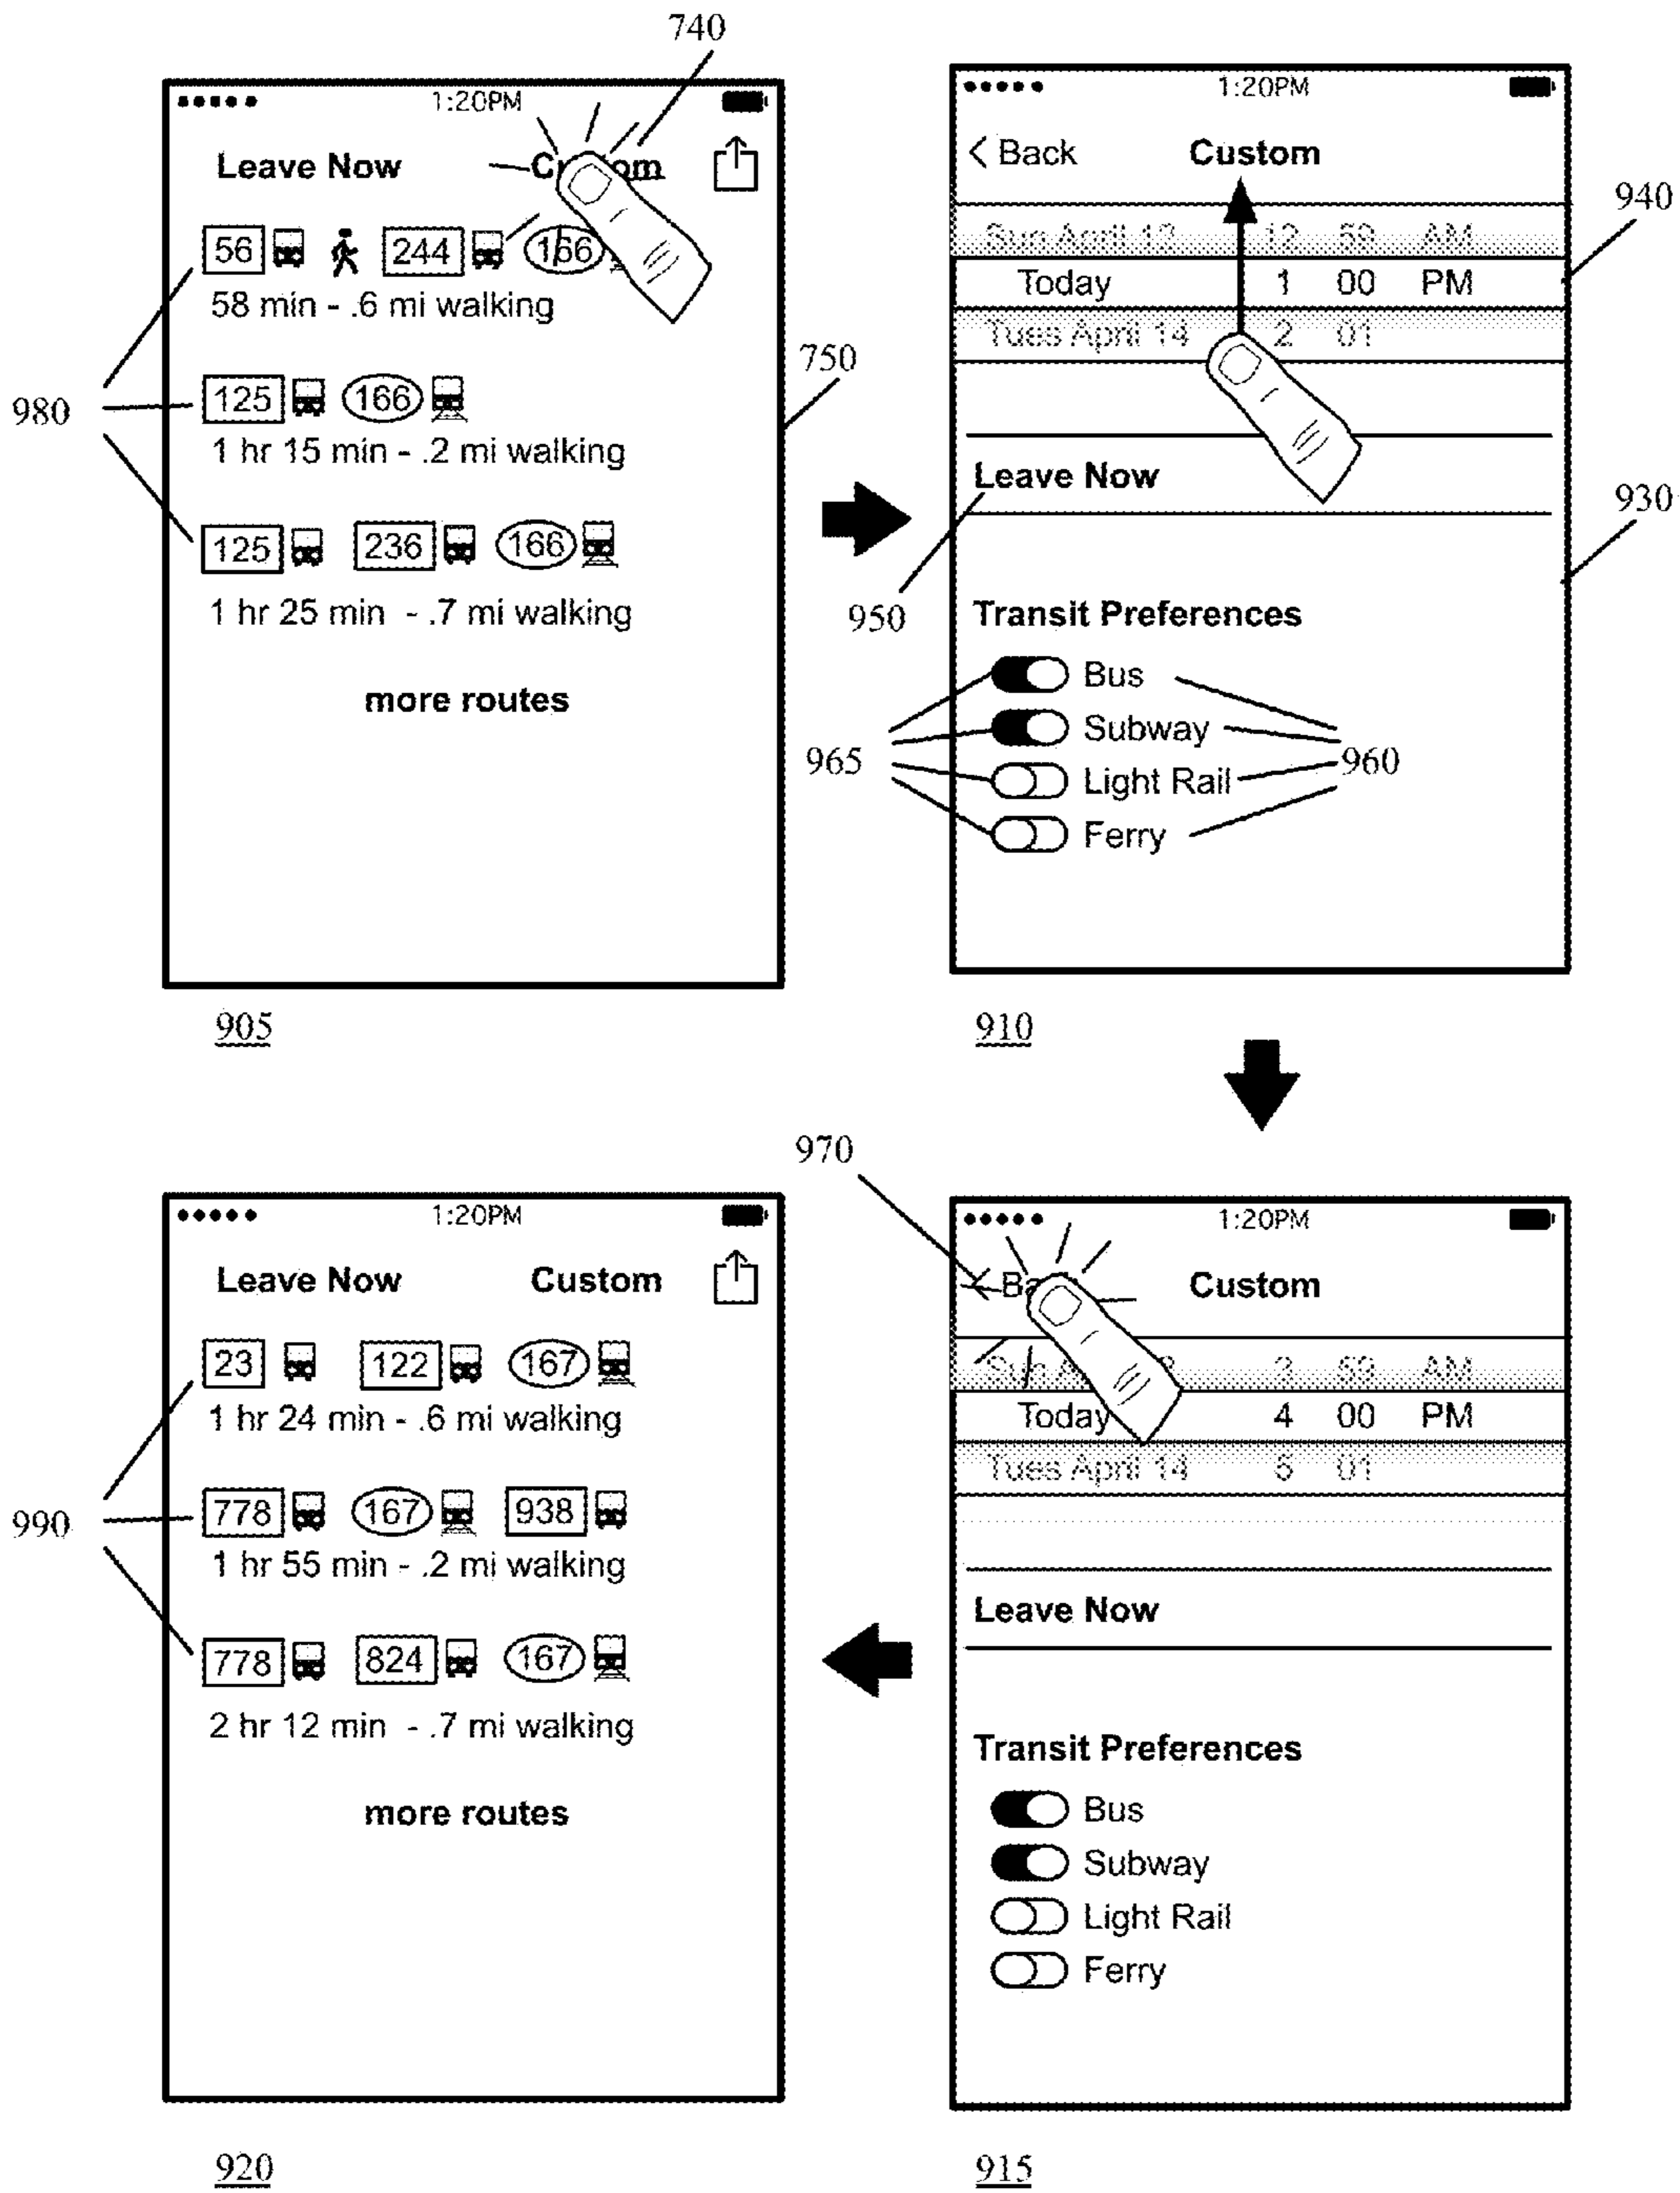 740
1:20PM
Leave Now
56 244 166
58 min - .6 mi walking
980
125 166
1 hr 15 min - .2 mi walking
125 236 166
1 hr 25 min - .7 mi walking
more routes
750
905
1:20PM
< Back Custom
940
12 59 AM
Today 1 00 PM
Tues April 14 2 01
Leave Now
930
950
Transit Preferences
Bus
Subway
Light Rail
Ferry
965
960
910
970
1:20PM
Leave Now Custom
23 122 167
1 hr 24 min - .6 mi walking
990
778 167 938
1 hr 55 min - .2 mi walking
778 824 167
2 hr 12 min - .7 mi walking
more routes
920
1:20PM
Custom
3 59 AM
Today 4 00 PM
Tues April 14 5 01
Leave Now
Transit Preferences
Bus
Subway
Light Rail
Ferry
915